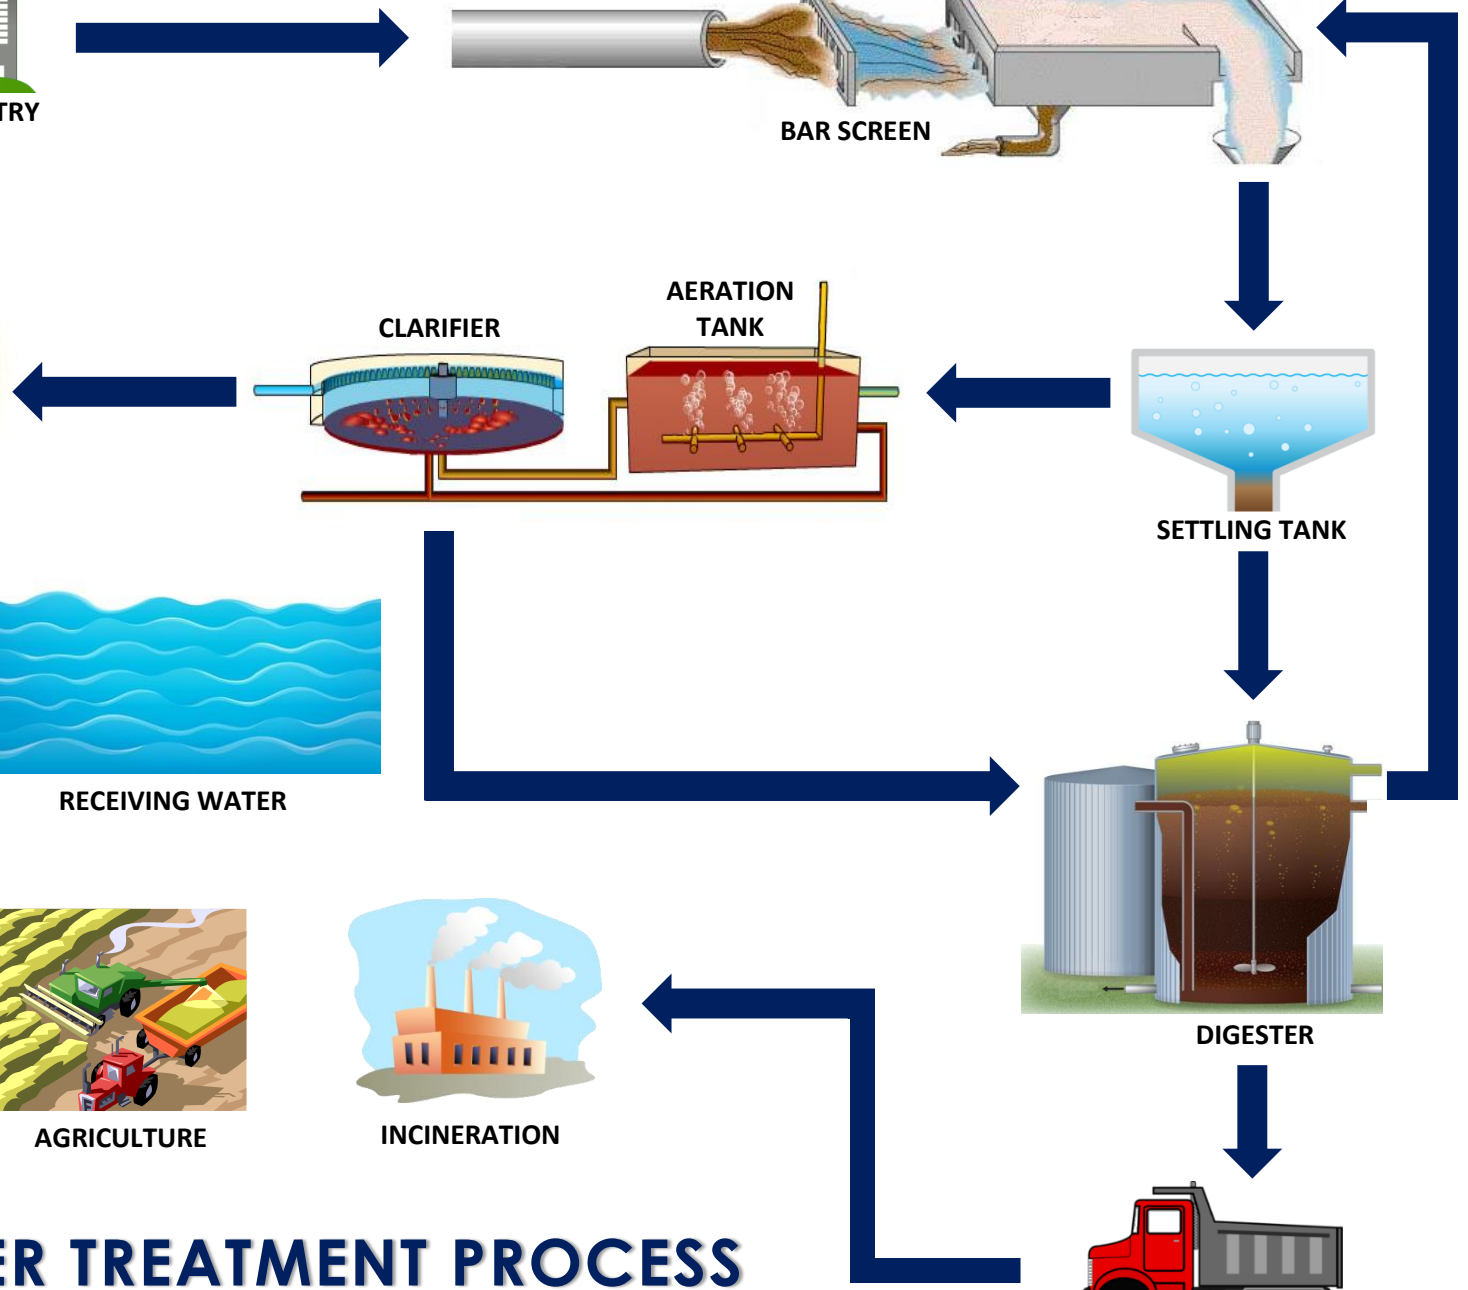 TRY
BAR SCREEN
AERATION
TANK
CLARIFIER
SETTLING TANK
RECEIVING WATER
DIGESTER
AGRICULTURE
INCINERATION
ER TREATMENT PROCESS